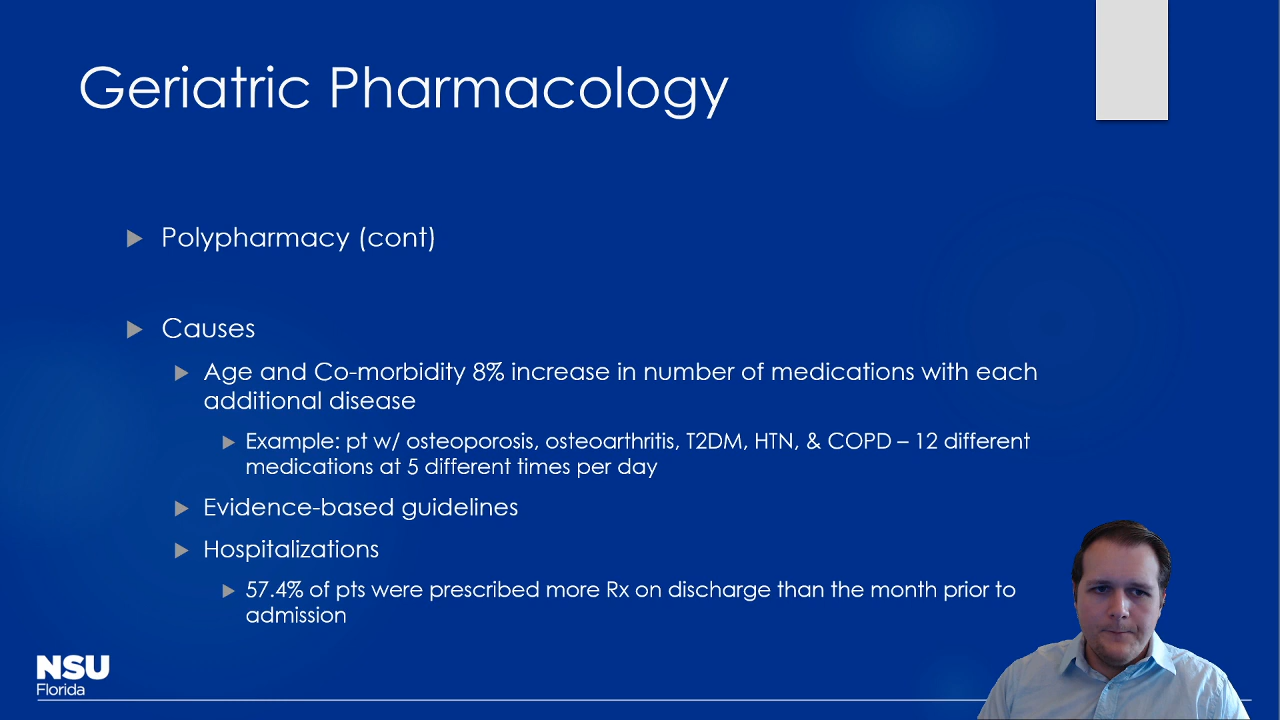 Geriatric Pharmacology
Polypharmacy (cont)
Causes
Age and Co-morbidity 8% increase in number of medications with each
additional disease
Example: pt w/ osteoporosis, osteoarthritis, T2DM, HTN, & COPD – 12 different
medications at 5 different times per day
Evidence-based guidelines
Hospitalizations
57.4% of pts were prescribed more Rx on discharge than the month prior to
admission
NSU
Florida